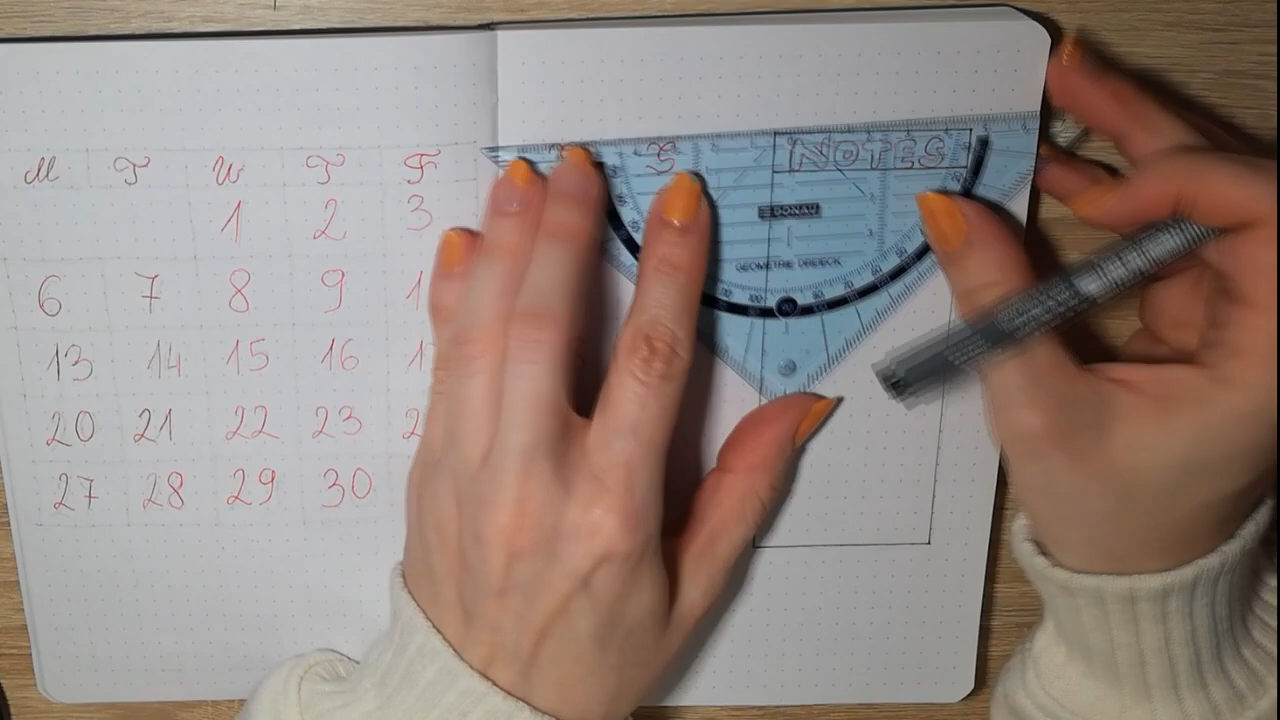 M T W T F S
NOTES
1 2 3
DONAU
GEOMETRIE DREIECK
6 7 8 9
13 14 15 16
20 21 22 23
27 28 29 30